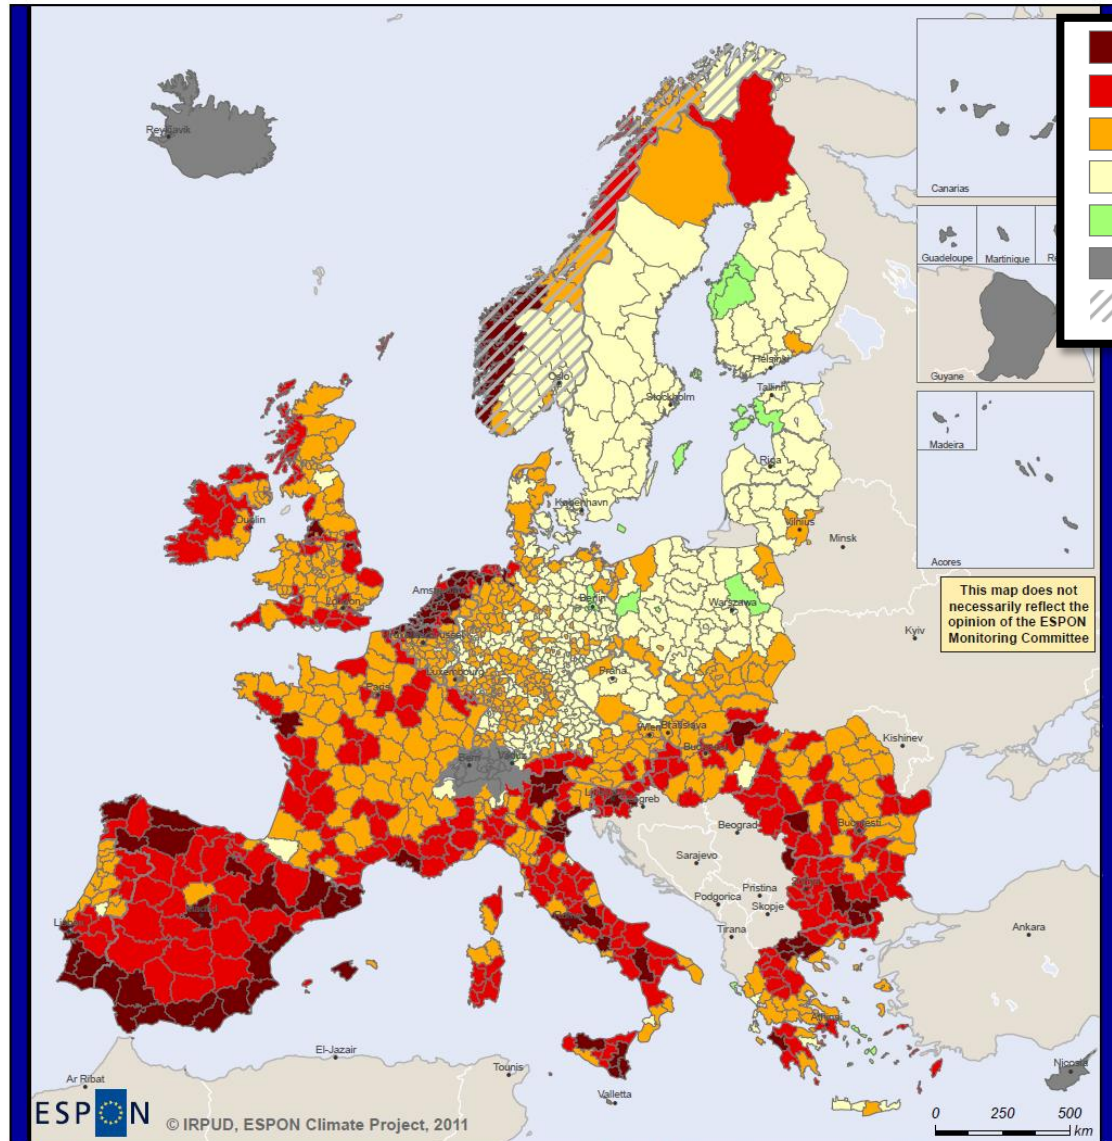 Reykjavik
Canarias
Guadeloupe
Martinique
Guyane
Madeira
Acores
This map does not
necessarily reflect the
opinion of the ESPON
Monitoring Committee
Oslo
Helsinki
Tallinn
Stockholm
Riga
København
Vilnius
Minsk
Dublin
London
Berlin
Warszawa
Kyiv
Luxembourg
Praha
Paris
Wien
Bratislava
Kishinev
Bern
Vaduz
Zagreb
Beograd
Bucuresti
Sarajevo
Pristina
Podgorica
Skopje
Tirana
Ankara
El-Jazair
Tounis
Ar Ribat
Valletta
Nicosia
ESPON
© IRPUD, ESPON Climate Project, 2011
0 250 500
km